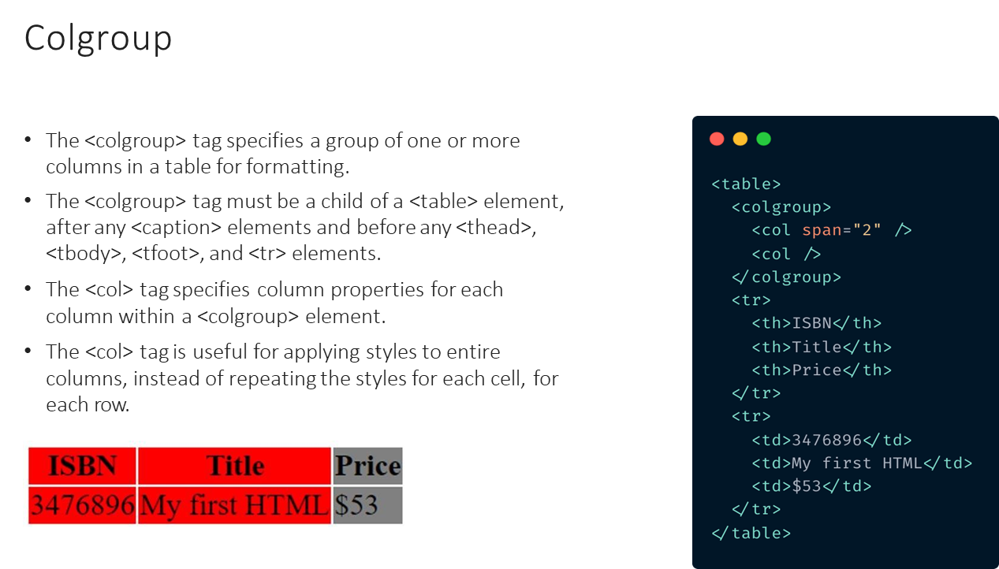 Colgroup
• The <colgroup> tag specifies a group of one or more
columns in a table for formatting.
• The <colgroup> tag must be a child of a <table> element,
after any <caption> elements and before any <thead>,
<tbody>, <tfoot>, and <tr> elements.
• The <col> tag specifies column properties for each
column within a <colgroup> element.
• The <col> tag is useful for applying styles to entire
columns, instead of repeating the styles for each cell, for
each row.
ISBN Title Price
3476896 My first HTML $53
<table>
  <colgroup>
    <col span="2" />
    <col />
  </colgroup>
  <tr>
    <th>ISBN</th>
    <th>Title</th>
    <th>Price</th>
  </tr>
  <tr>
    <td>3476896</td>
    <td>My first HTML</td>
    <td>$53</td>
  </tr>
</table>